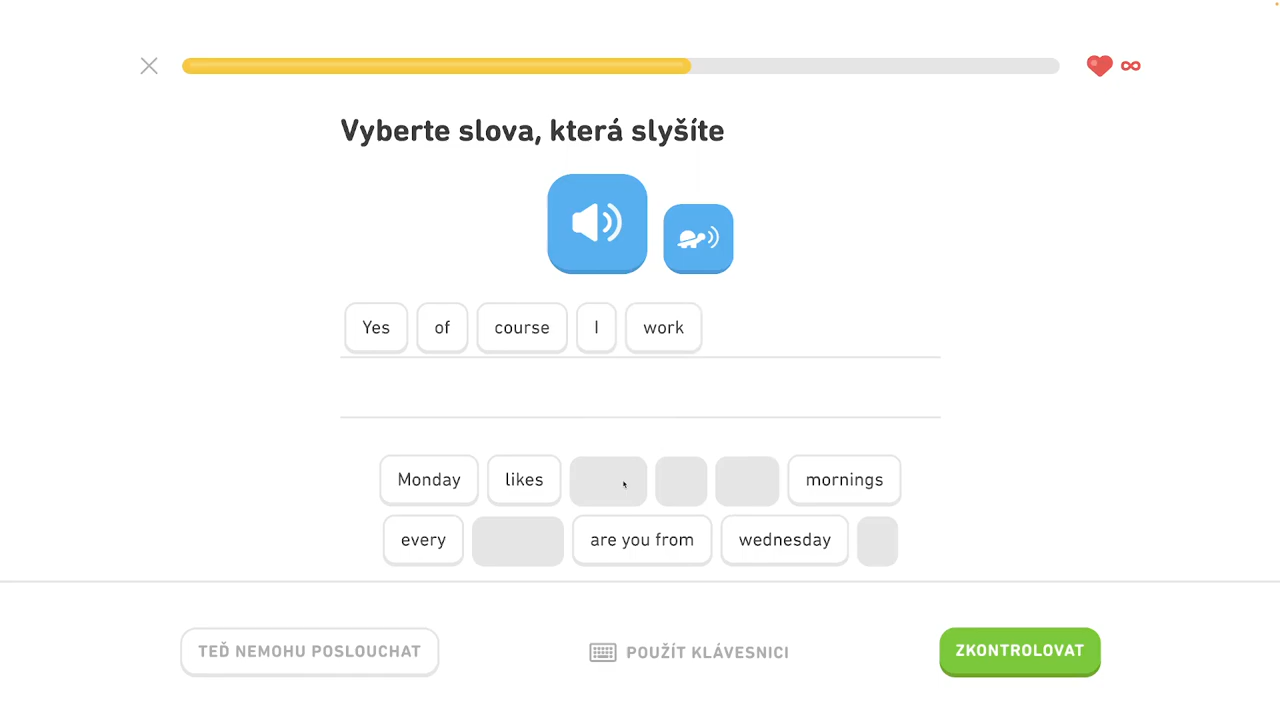 Vyberte slova, která slyšíte
Yes of course I work
Monday likes mornings
every are you from wednesday
TEĎ NEMOHU POSLOUCHAT POUŽÍT KLÁVESNICI ZKONTROLOVAT